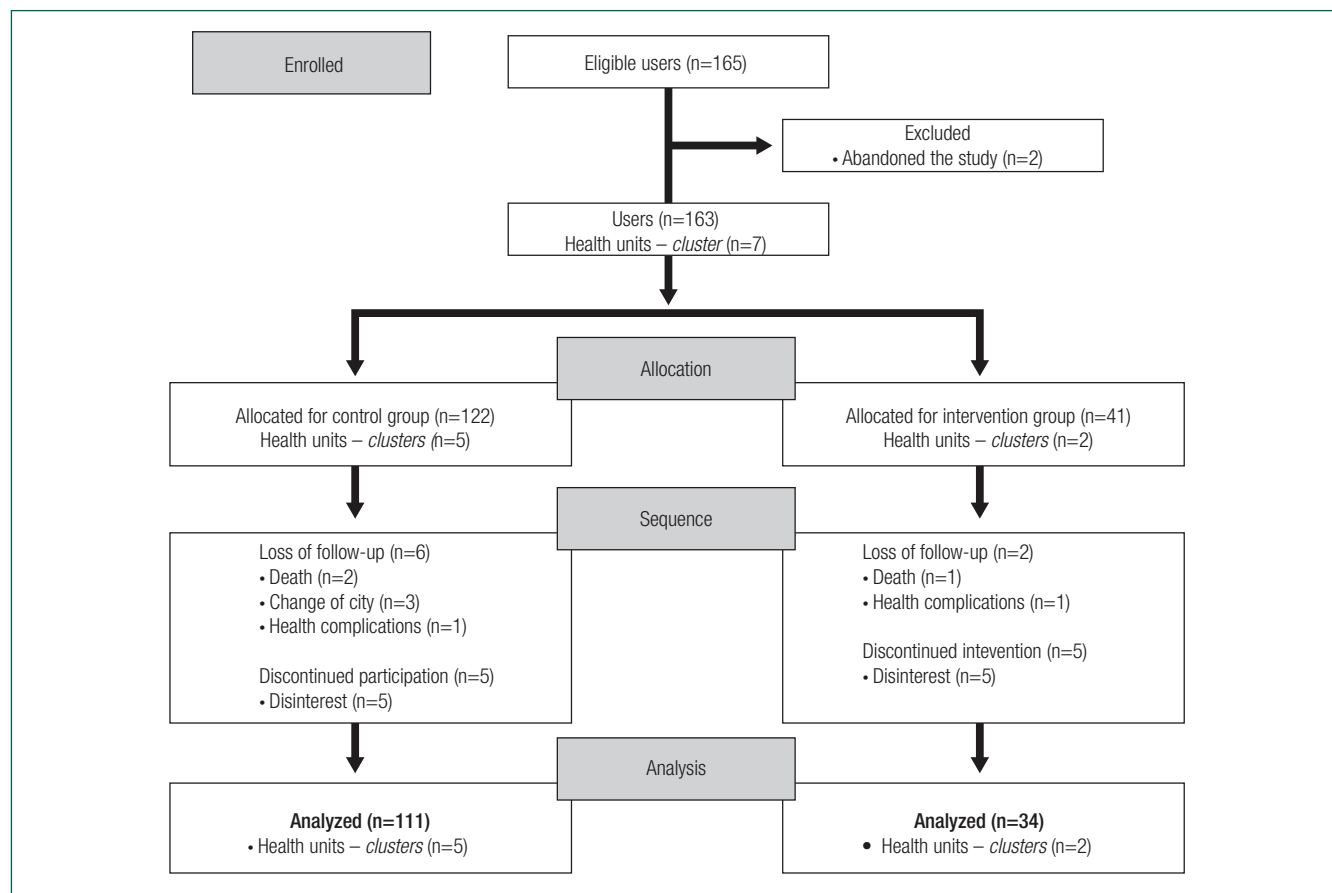 Enrolled
Eligible users (n=165)
Excluded
• Abandoned the study (n=2)
Users (n=163)
Health units – cluster (n=7)
Allocation
Allocated for control group (n=122)
Health units – clusters (n=5)
Allocated for intervention group (n=41)
Health units – clusters (n=2)
Sequence
Loss of follow-up (n=6)
• Death (n=2)
• Change of city (n=3)
• Health complications (n=1)
Discontinued participation (n=5)
• Disinterest (n=5)
Loss of follow-up (n=2)
• Death (n=1)
• Health complications (n=1)
Discontinued intevention (n=5)
• Disinterest (n=5)
Analysis
Analyzed (n=111)
• Health units – clusters (n=5)
Analyzed (n=34)
• Health units – clusters (n=2)